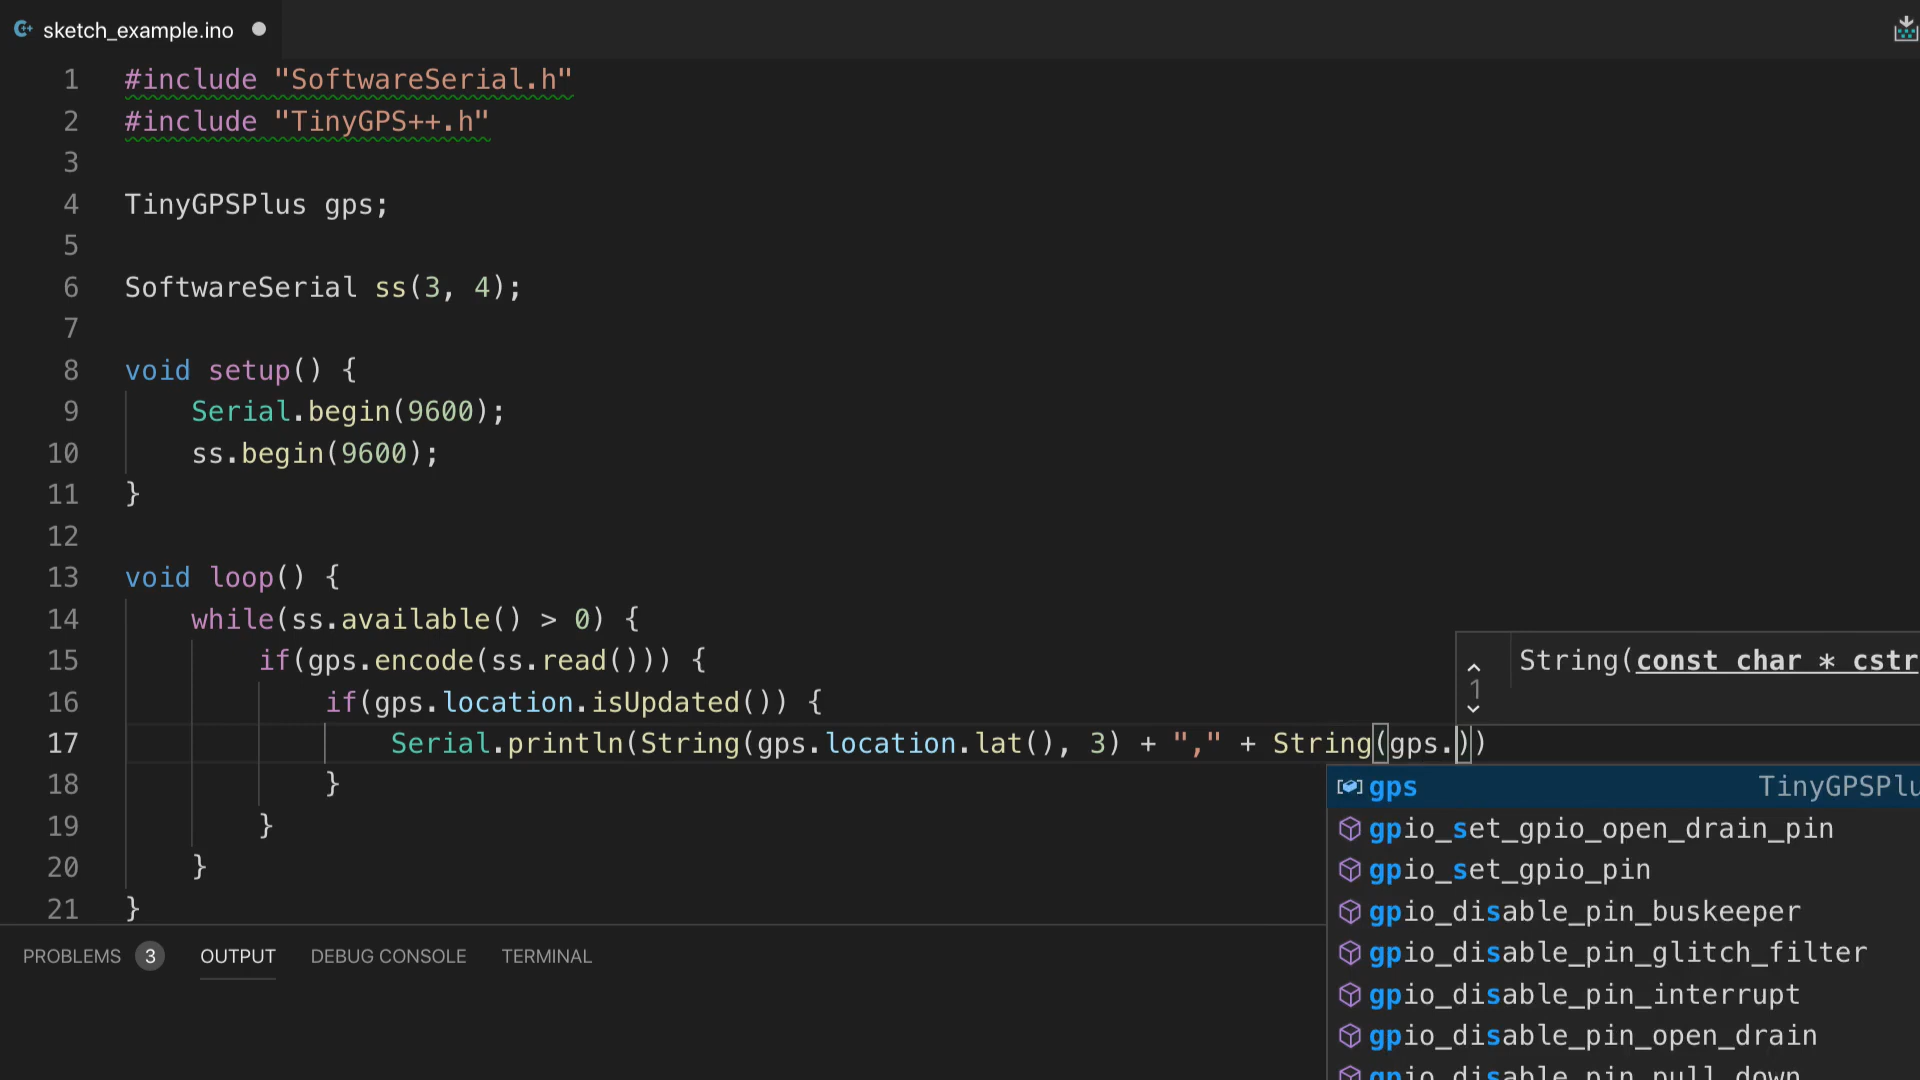 sketch_example.ino
1 #include "SoftwareSerial.h"
2 #include "TinyGPS++.h"
3
4 TinyGPSPlus gps;
5
6 SoftwareSerial ss(3, 4);
7
8 void setup() {
9 Serial.begin(9600);
10 ss.begin(9600);
11 }
12
13 void loop() {
14 while(ss.available() > 0) {
15 if(gps.encode(ss.read())) {
16 if(gps.location.isUpdated()) {
17 Serial.println(String(gps.location.lat(), 3) + "," + String(gps.))
18 }
19 }
20 }
21 }
1 String(const char * cstr
gps TinyGPSPlu
gpio_set_gpio_open_drain_pin
gpio_set_gpio_pin
gpio_disable_pin_buskeeper
gpio_disable_pin_glitch_filter
gpio_disable_pin_interrupt
gpio_disable_pin_open_drain
gpio_disable_pin_pull_down
PROBLEMS 3 OUTPUT DEBUG CONSOLE TERMINAL